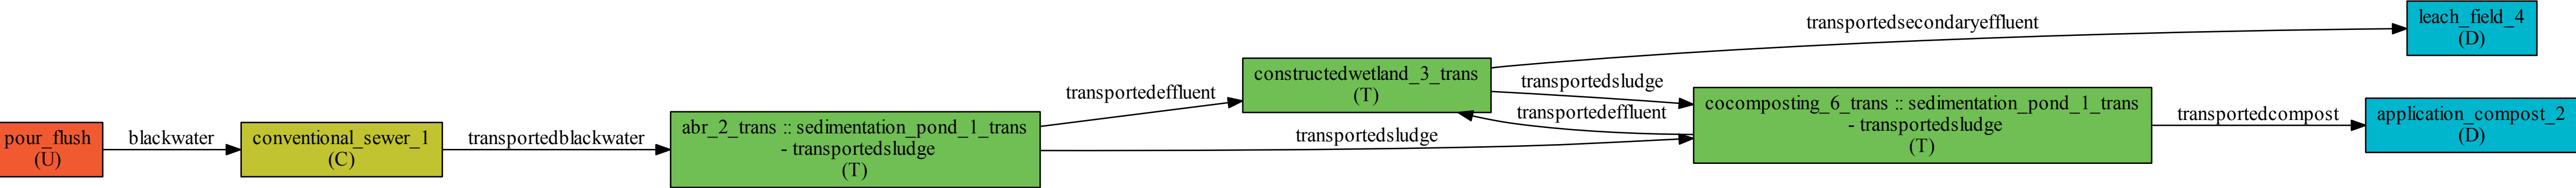 pour_flush
(U)
blackwater
conventional_sewer_1
(C)
transportedblackwater
abr_2_trans :: sedimentation_pond_1_trans
- transportedsludge
(T)
transportedeffluent
transportedsludge
constructedwetland_3_trans
(T)
transportedsecondaryeffluent
transportedsludge
transportedeffluent
cocomposting_6_trans :: sedimentation_pond_1_trans
- transportedsludge
(T)
transportedcompost
leach_field_4
(D)
application_compost_2
(D)